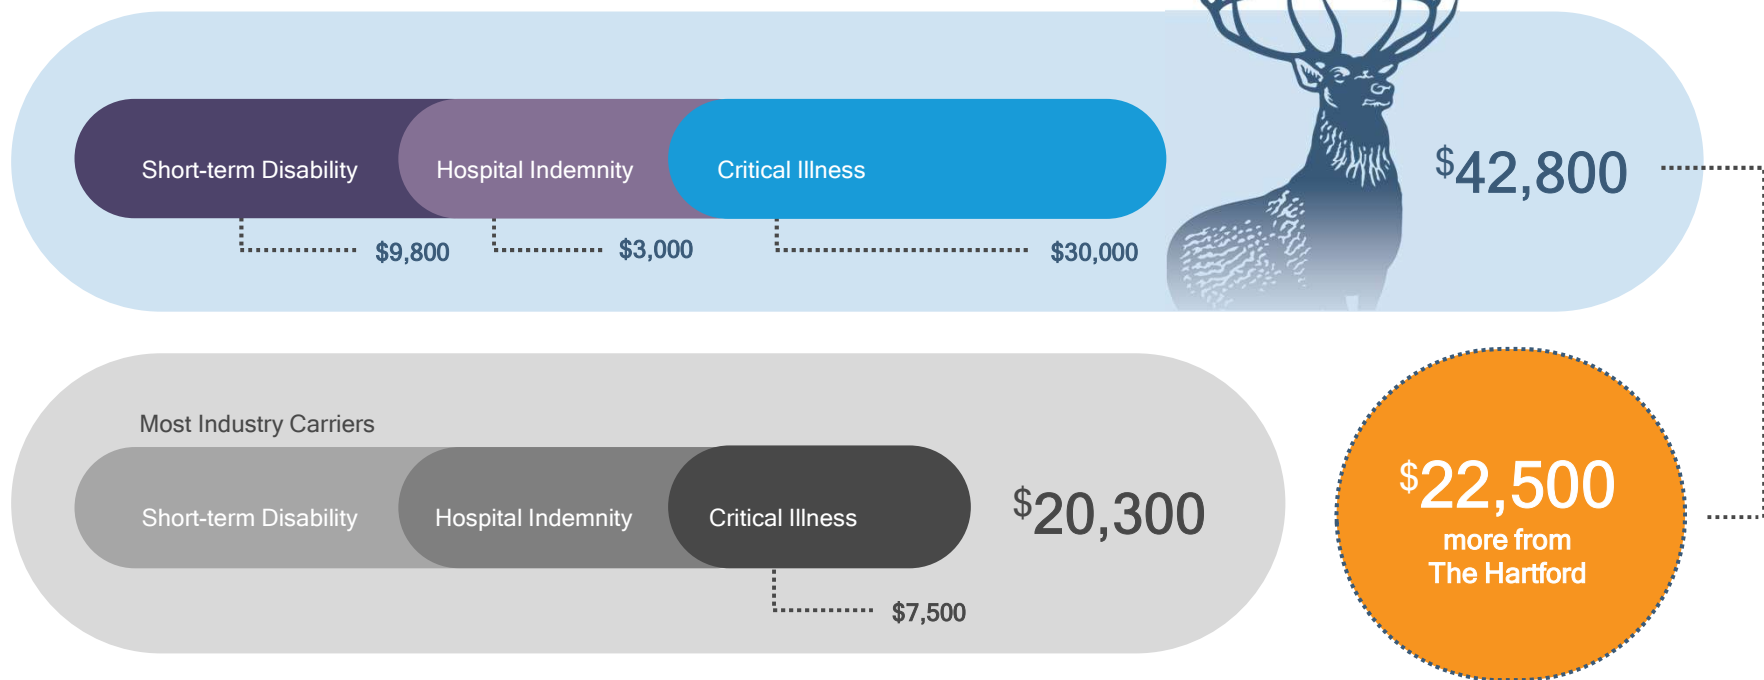 Short-term Disability
Hospital Indemnity
Critical Illness
$9,800
$3,000
$30,000
$42,800
Most Industry Carriers
Short-term Disability
Hospital Indemnity
Critical Illness
$7,500
$20,300
$22,500
more from
The Hartford